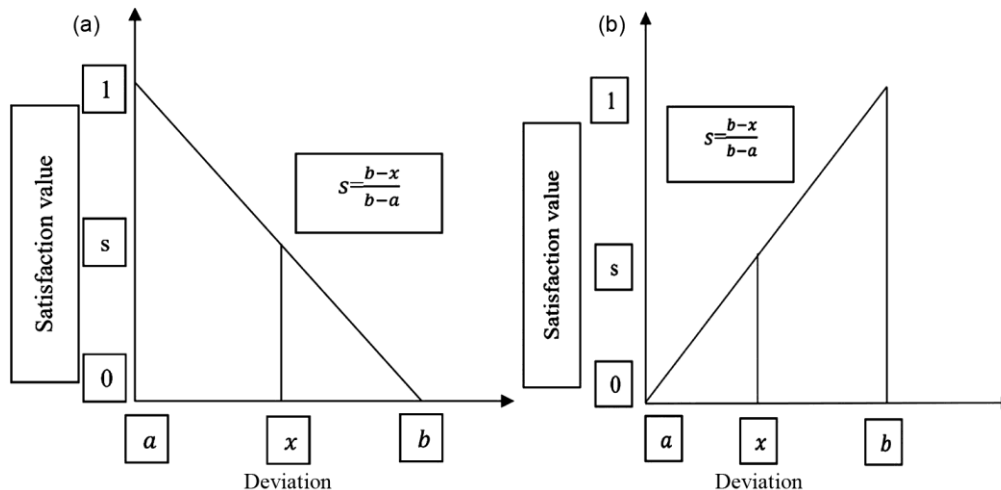 (a)
1
Satisfaction value
s
0
s=b−x/b−a
a
x
b
Deviation
(b)
1
Satisfaction value
s
0
s=b−x/b−a
a
x
b
Deviation